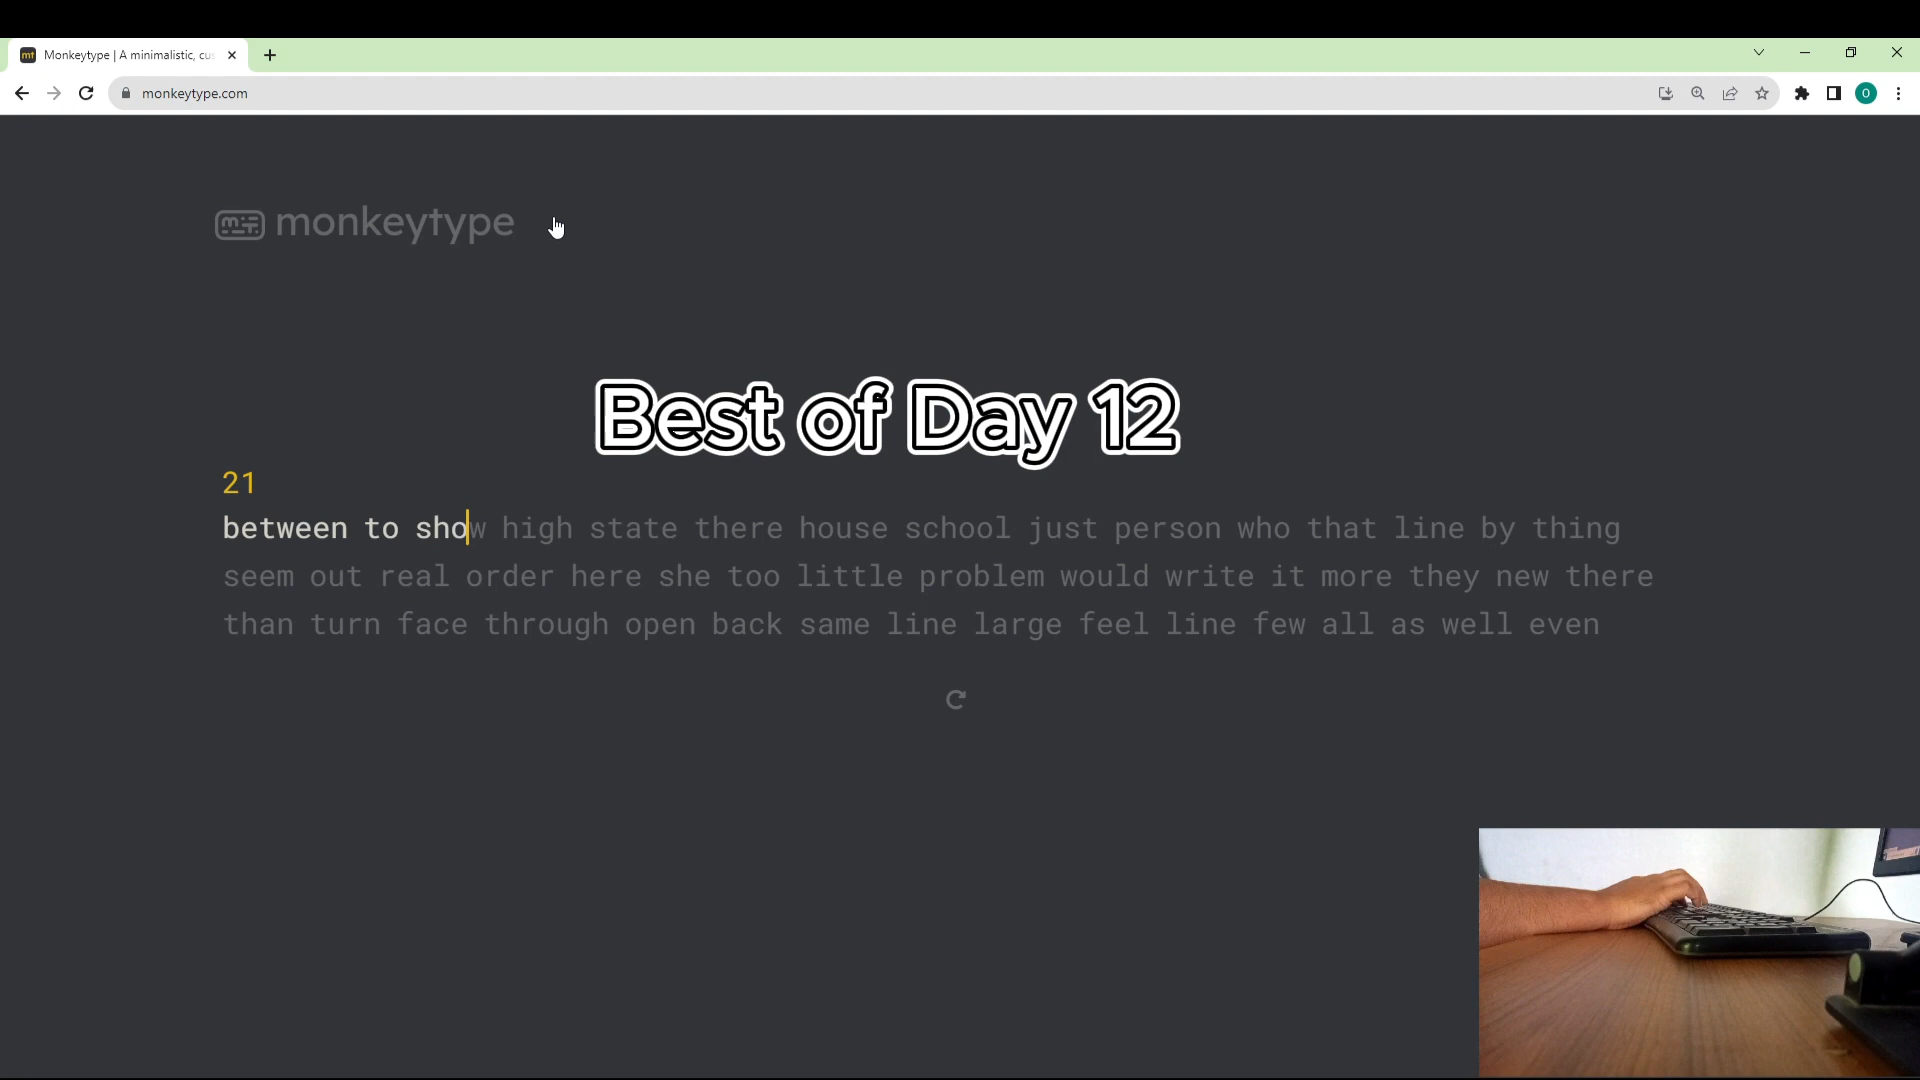 mt Monkeytype | A minimalistic, cus
monkeytype.com
O
monkeytype
Best of Day 12
21
between to show high state there house school just person who that line by thing
seem out real order here she too little problem would write it more they new there
than turn face through open back same line large feel line few all as well even